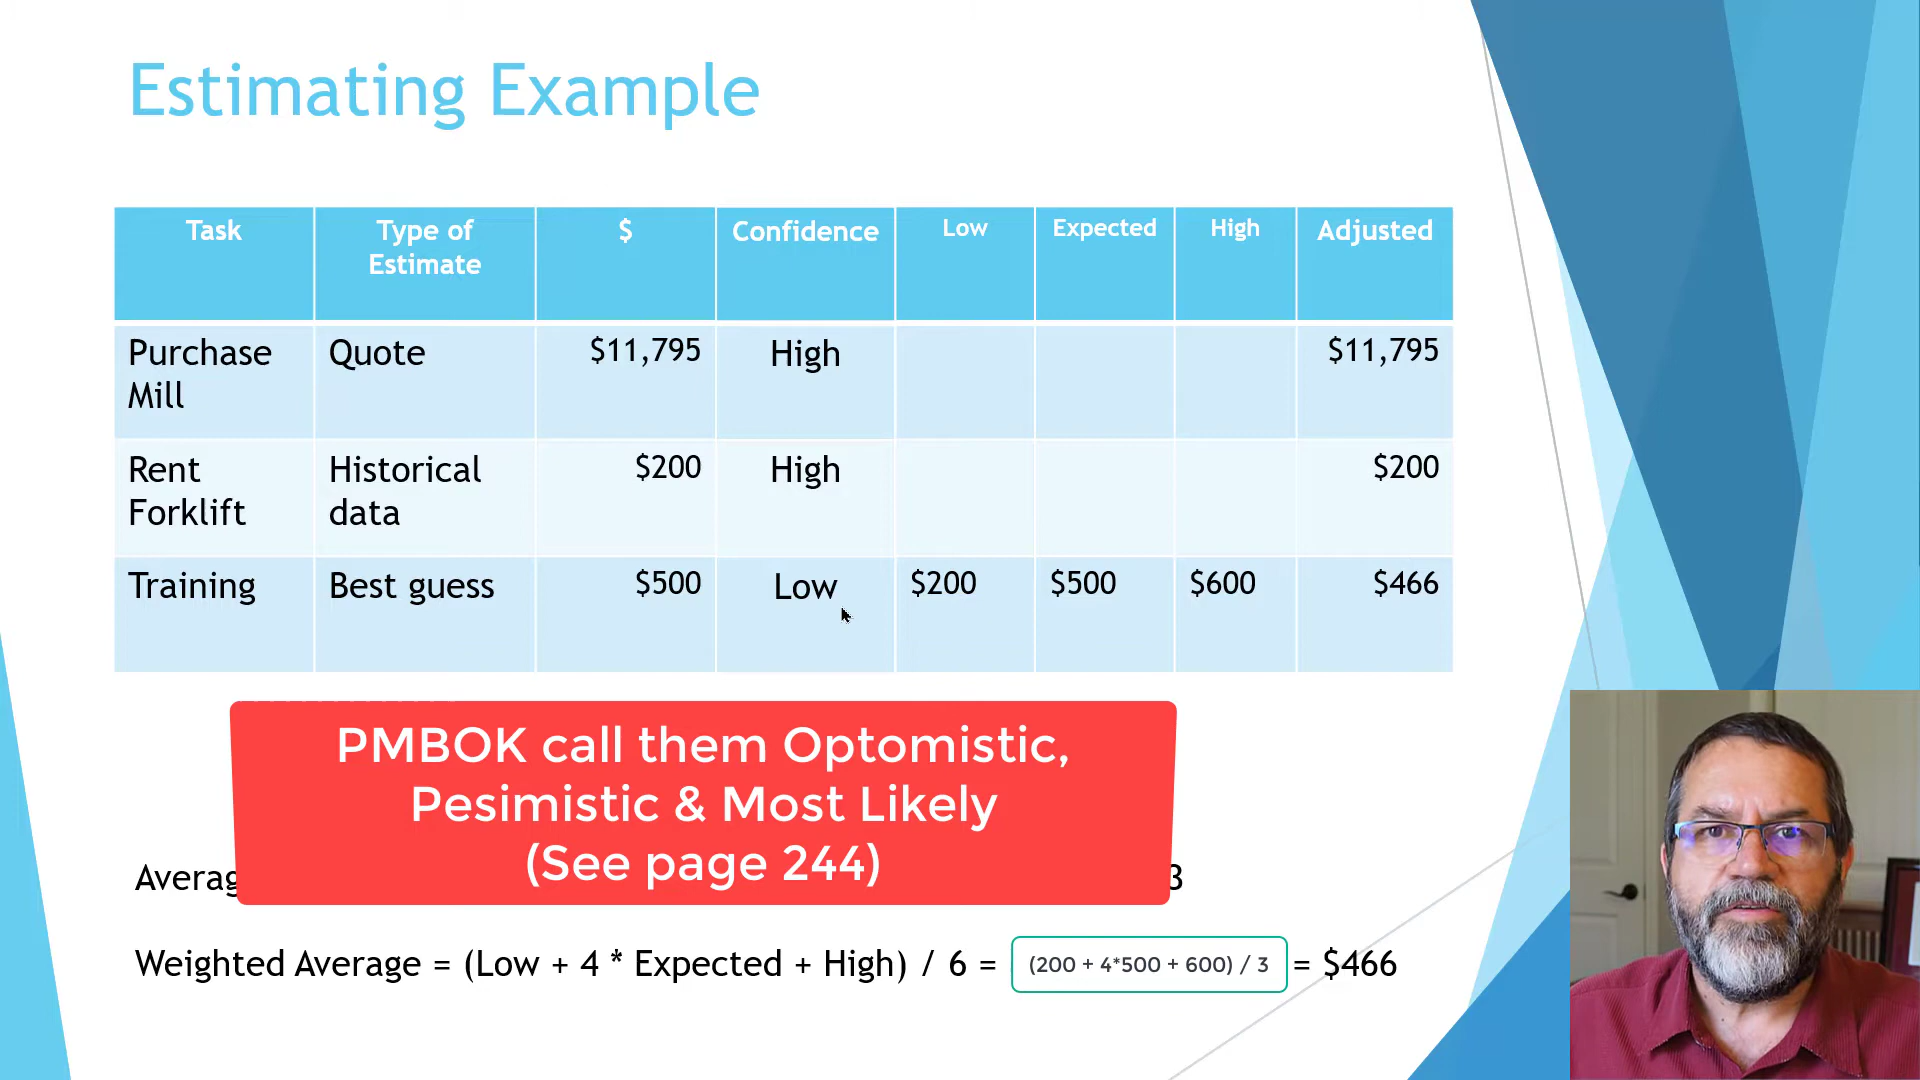 Estimating Example
Task
Type of
Estimate
$
Confidence
Low
Expected
High
Adjusted
Purchase
Mill
Quote
$11,795
High
$11,795
Rent
Forklift
Historical
data
$200
High
$200
Training
Best guess
$500
Low
$200
$500
$600
$466
PMBOK call them Optomistic,
Pesimistic & Most Likely
(See page 244)
Weighted Average = (Low + 4 * Expected + High) / 6 = (200 + 4*500 + 600) / 3 = $466